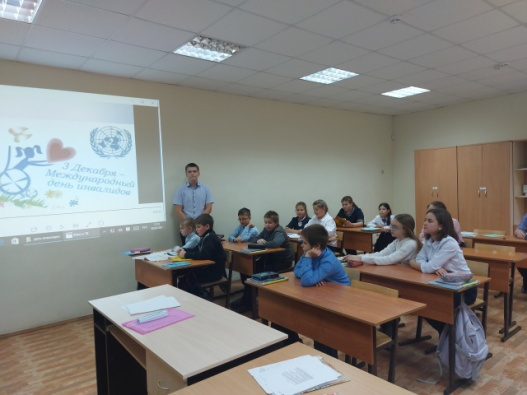 3 Декабря –
Международный
день инвалидов